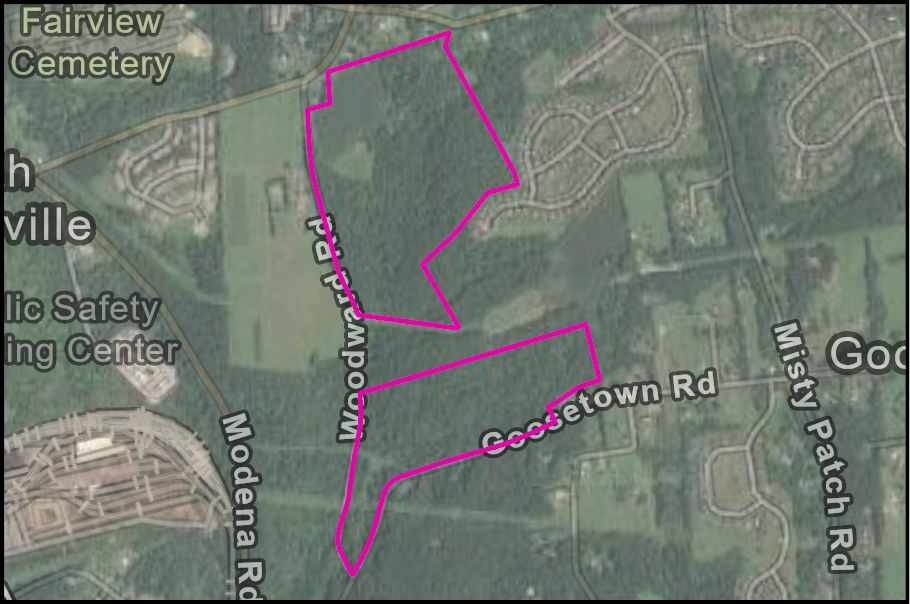 Fairview
Cemetery
h
ville
lic Safety
ing Center
Woodward Rd
Goosetown Rd
Modena Rd
Misty Patch Rd
Goo